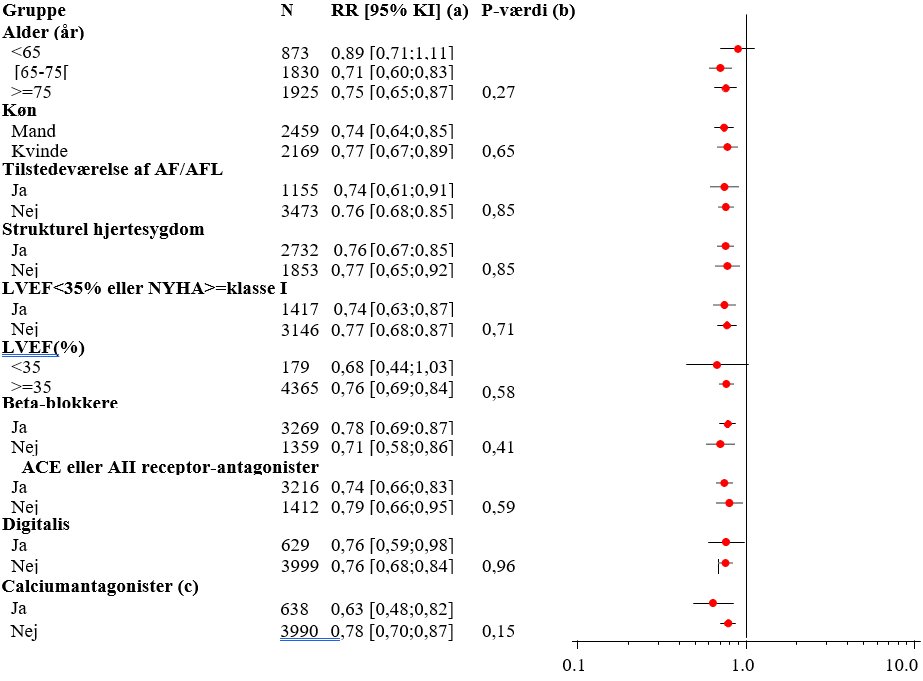 Gruppe N RR [95% KI] (a) P-værdi (b)
Alder (år)
<65 873 0,89 [0,71;1,11]
[65-75[ 1830 0,71 [0,60;0,83]
>=75 1925 0,75 [0,65;0,87] 0,27
Køn
Mand 2459 0,74 [0,64;0,85]
Kvinde 2169 0,77 [0,67;0,89] 0,65
Tilstedeværelse af AF/AFL
Ja 1155 0,74 [0,61;0,91]
Nej 3473 0.76 [0,68;0,85] 0,85
Strukturel hjertesygdom
Ja 2732 0,76 [0,67;0,85]
Nej 1853 0,77 [0,65;0,92] 0,85
LVEF<35% eller NYHA>=klasse I
Ja 1417 0,74 [0,63;0,87]
Nej 3146 0,77 [0,68;0,87] 0,71
LVEF(%)
<35 179 0,68 [0,44;1,03]
>=35 4365 0,76 [0,69;0,84] 0,58
Beta-blokkere
Ja 3269 0,78 [0,69;0,87]
Nej 1359 0,71 [0,58;0,86] 0,41
ACE eller AII receptor-antagonister
Ja 3216 0,74 [0,66;0,83]
Nej 1412 0,79 [0,66;0,95] 0,59
Digitalis
Ja 629 0,76 [0,59;0,98]
Nej 3999 0,76 [0,68;0,84] 0,96
Calciumantagonister (c)
Ja 638 0,63 [0,48;0,82]
Nej 3990 0,78 [0,70;0,87] 0,15
0.1 1.0 10.0